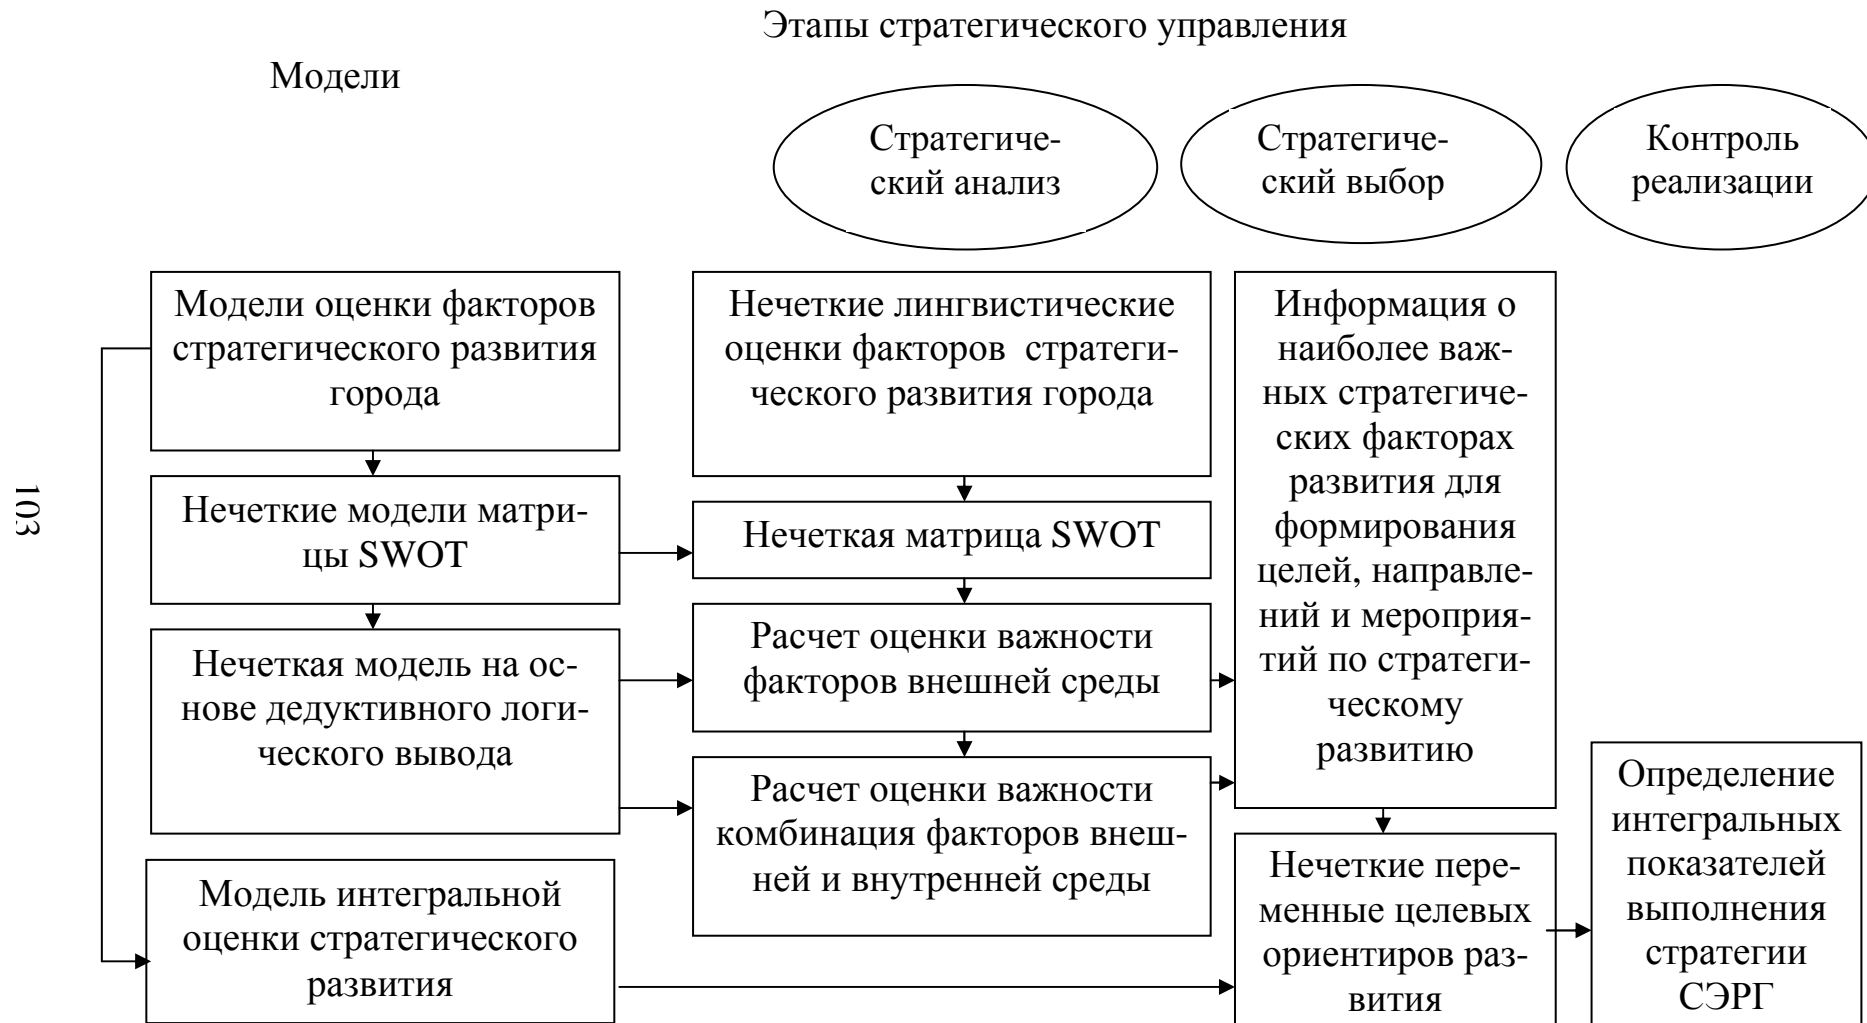 Этапы стратегического управления
Модели
Стратегиче-
ский анализ
Стратегиче-
ский выбор
Контроль
реализации
Модели оценки факторов
стратегического развития
города
Нечеткие модели матри-
цы SWOT
Нечеткая модель на ос-
нове дедуктивного логи-
ческого вывода
Модель интегральной
оценки стратегического
развития
Нечеткие лингвистические
оценки факторов стратеги-
ческого развития города
Нечеткая матрица SWOT
Расчет оценки важности
факторов внешней среды
Расчет оценки важности
комбинация факторов внеш-
ней и внутренней среды
Информация о
наиболее важ-
ных стратегиче-
ских факторах
развития для
формирования
целей, направле-
ний и мероприя-
тий по стратеги-
ческому
развитию
Нечеткие пере-
менные целевых
ориентиров раз-
вития
Определение
интегральных
показателей
выполнения
стратегии
СЭРГ
103